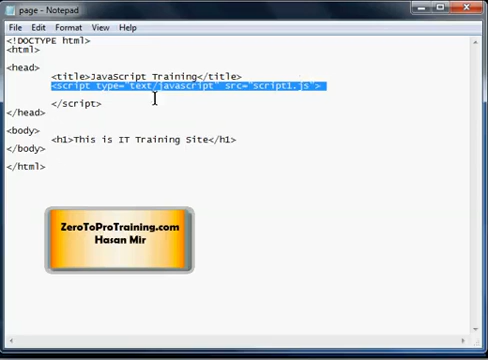 page - Notepad
File Edit Format View Help
<!DOCTYPE html>
<html>
<head>
<title>JavaScript Training</title>
<script type="text/javascript" src="script1.js">
</script>
</head>
<body>
<h1>This is IT Training Site</h1>
</body>
</html>
ZeroToProTraining.com
Hasan Mir